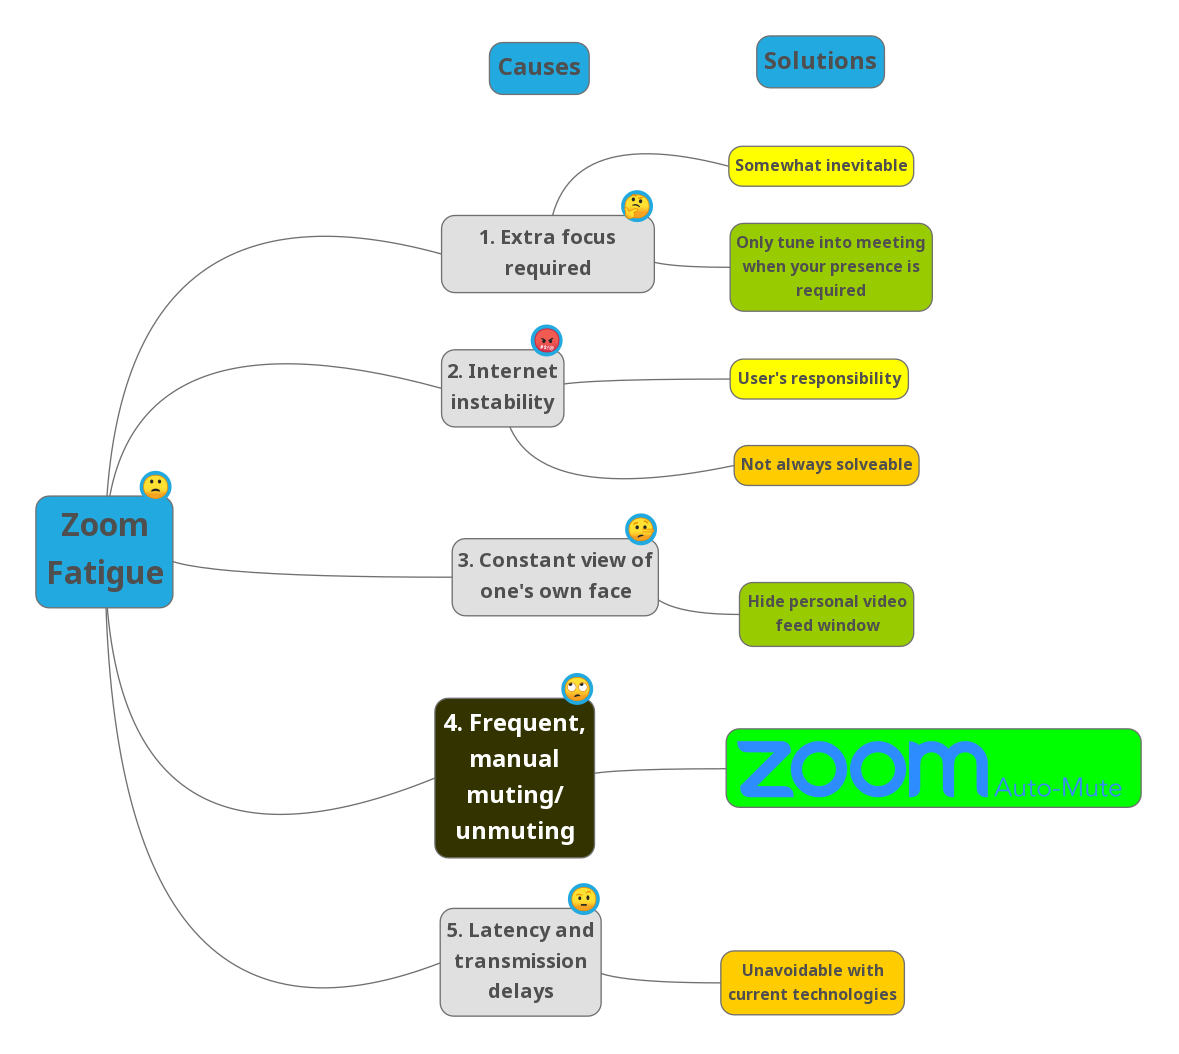 Causes
Solutions
Somewhat inevitable
1. Extra focus
required
Only tune into meeting
when your presence is
required
2. Internet
instability
User's responsibility
Not always solveable
Zoom
Fatigue
3. Constant view of
one's own face
Hide personal video
feed window
4. Frequent,
manual
muting/
unmuting
zoom Auto-Mute
5. Latency and
transmission
delays
Unavoidable with
current technologies